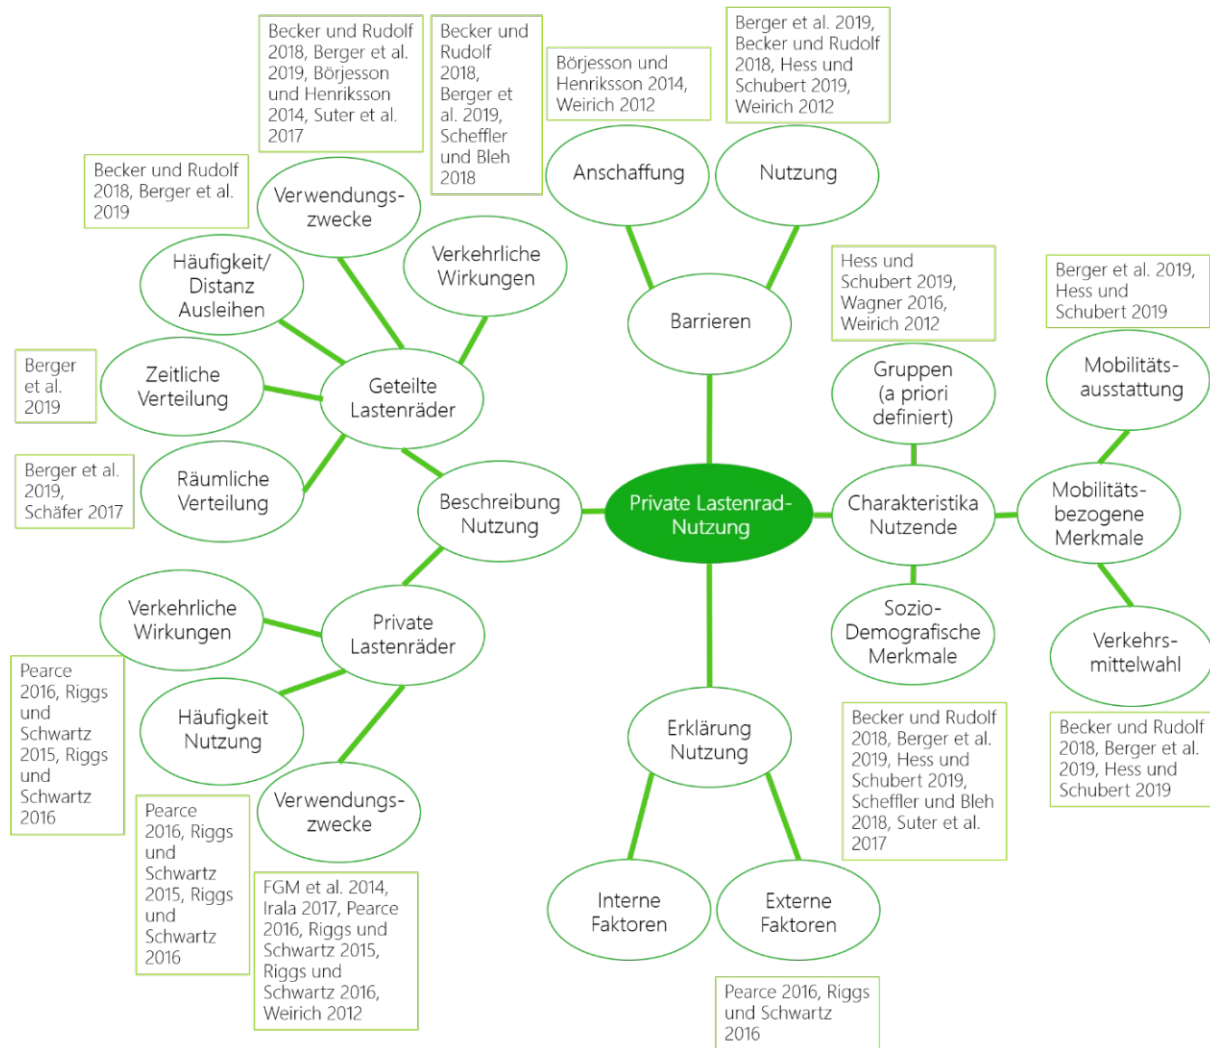 Becker und Rudolf
2018, Berger et al.
2019, Börjesson
und Henriksson
2014, Suter et al.
2017
Becker und
Rudolf
2018,
Berger et
al. 2019,
Scheffler
und Bleh
2018
Börjesson und
Henriksson 2014,
Weirich 2012
Berger et al. 2019,
Becker und Rudolf
2018, Hess und
Schubert 2019,
Weirich 2012
Becker und Rudolf
2018, Berger et al.
2019
Verwendungs-
zwecke
Anschaffung
Nutzung
Häufigkeit/
Distanz
Ausleihen
Verkehrliche
Wirkungen
Barrieren
Hess und
Schubert 2019,
Wagner 2016,
Weirich 2012
Berger et al. 2019,
Hess und
Schubert 2019
Berger
et al.
2019
Zeitliche
Verteilung
Geteilte
Lastenräder
Gruppen
(a priori
definiert)
Mobilitäts-
ausstattung
Berger et al.
2019,
Schäfer 2017
Räumliche
Verteilung
Beschreibung
Nutzung
Private Lastenrad-
Nutzung
Charakteristika
Nutzende
Mobilitäts-
bezogene
Merkmale
Verkehrliche
Wirkungen
Private
Lastenräder
Sozio-
Demografische
Merkmale
Verkehrs-
mittelwahl
Pearce
2016, Riggs
und
Schwartz
2015, Riggs
und
Schwartz
2016
Häufigkeit
Nutzung
Erklärung
Nutzung
Becker und Rudolf
2018, Berger et al.
2019, Hess und
Schubert 2019,
Scheffler und Bleh
2018, Suter et al.
2017
Becker und Rudolf
2018, Berger et al.
2019, Hess und
Schubert 2019
Verwendungs-
zwecke
Pearce
2016, Riggs
und
Schwartz
2015, Riggs
und
Schwartz
2016
FGM et al. 2014,
Irala 2017, Pearce
2016, Riggs und
Schwartz 2015,
Riggs und
Schwartz 2016,
Weirich 2012
Interne
Faktoren
Externe
Faktoren
Pearce 2016, Riggs
und Schwartz
2016